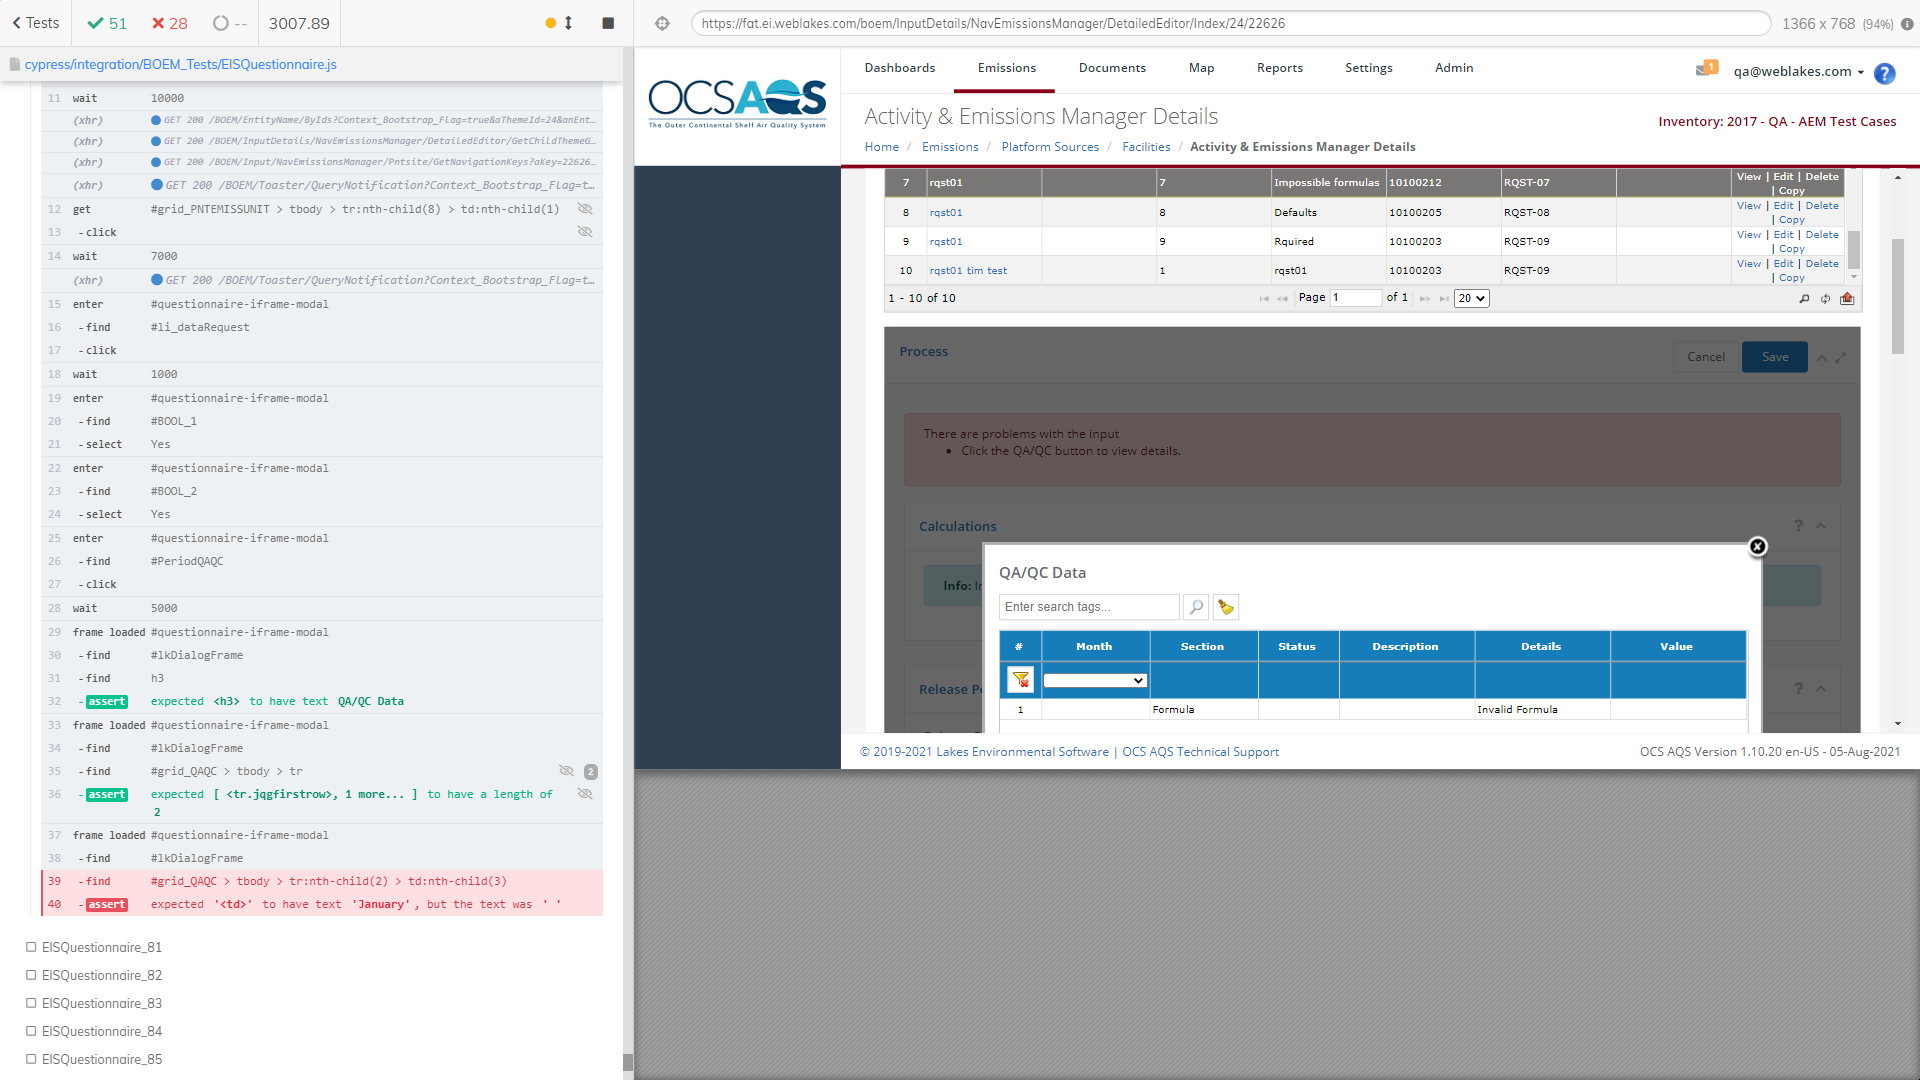 Tests
51
28
--
3007.89
cypress/integration/BOEM_Tests/EISQuestionnaire.js
11 wait 10000
(xhr) GET 200 /BOEM/EntityName/ByIds?Context_Bootstrap_Flag=true&aThemeId=24&anEnt...
(xhr) GET 200 /BOEM/InputDetails/NavEmissionsManager/DetailedEditor/GetChildThemeG...
(xhr) GET 200 /BOEM/Input/NavEmissionsManager/Pntsite/GetNavigationKeys?aKey=22626...
(xhr) GET 200 /BOEM/Toaster/QueryNotification?Context_Bootstrap_Flag=t...
12 get #grid_PNTEMISSUNIT > tbody > tr:nth-child(8) > td:nth-child(1)
13 -click
14 wait 7000
(xhr) GET 200 /BOEM/Toaster/QueryNotification?Context_Bootstrap_Flag=t...
15 enter #questionnaire-iframe-modal
16 -find #li_dataRequest
17 -click
18 wait 1000
19 enter #questionnaire-iframe-modal
20 -find #BOOL_1
21 -select Yes
22 enter #questionnaire-iframe-modal
23 -find #BOOL_2
24 -select Yes
25 enter #questionnaire-iframe-modal
26 -find #PeriodQAQC
27 -click
28 wait 5000
29 frame loaded #questionnaire-iframe-modal
30 -find #lkDialogFrame
31 -find h3
32 -assert expected <h3> to have text QA/QC Data
33 frame loaded #questionnaire-iframe-modal
34 -find #lkDialogFrame
35 -find #grid_QAQC > tbody > tr 2
36 -assert expected [ <tr.jqgfirstrow>, 1 more... ] to have a length of
2
37 frame loaded #questionnaire-iframe-modal
38 -find #lkDialogFrame
39 -find #grid_QAQC > tbody > tr:nth-child(2) > td:nth-child(3)
40 -assert expected '<td>' to have text 'January', but the text was ' '
EISQuestionnaire_81
EISQuestionnaire_82
EISQuestionnaire_83
EISQuestionnaire_84
EISQuestionnaire_85
https://fat.ei.weblakes.com/boem/InputDetails/NavEmissionsManager/DetailedEditor/Index/24/22626
1366 x 768 (94%)
OCSAQS
The Outer Continental Shelf Air Quality System
Dashboards Emissions Documents Map Reports Settings Admin
1
qa@weblakes.com
?
Activity & Emissions Manager Details
Inventory: 2017 - QA - AEM Test Cases
Home / Emissions / Platform Sources / Facilities / Activity & Emissions Manager Details
7 rqst01 7 Impossible formulas 10100212 RQST-07 View | Edit | Delete
| Copy
8 rqst01 8 Defaults 10100205 RQST-08 View | Edit | Delete
| Copy
9 rqst01 9 Rquired 10100203 RQST-09 View | Edit | Delete
| Copy
10 rqst01 tim test 1 rqst01 10100203 RQST-09 View | Edit | Delete
| Copy
1 - 10 of 10 Page 1 of 1 20
Process Cancel Save
There are problems with the input
• Click the QA/QC button to view details.
Calculations ?
Info:
QA/QC Data
Enter search tags...
# Month Section Status Description Details Value
1 Formula Invalid Formula
Release ?
© 2019-2021 Lakes Environmental Software | OCS AQS Technical Support
OCS AQS Version 1.10.20 en-US - 05-Aug-2021